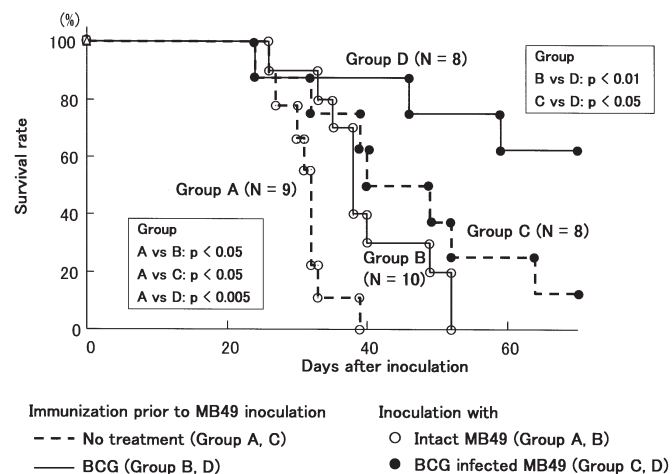 (%)
100
80
60
40
20
0
Survival rate
0
20
40
60
Days after inoculation
Group D (N = 8)
Group A (N = 9)
Group B
(N = 10)
Group C (N = 8)
Group
B vs D: p < 0.01
C vs D: p < 0.05
Group
A vs B: p < 0.05
A vs C: p < 0.05
A vs D: p < 0.005
Immunization prior to MB49 inoculation
No treatment (Group A, C)
BCG (Group B, D)
Inoculation with
Intact MB49 (Group A, B)
BCG infected MB49 (Group C, D)